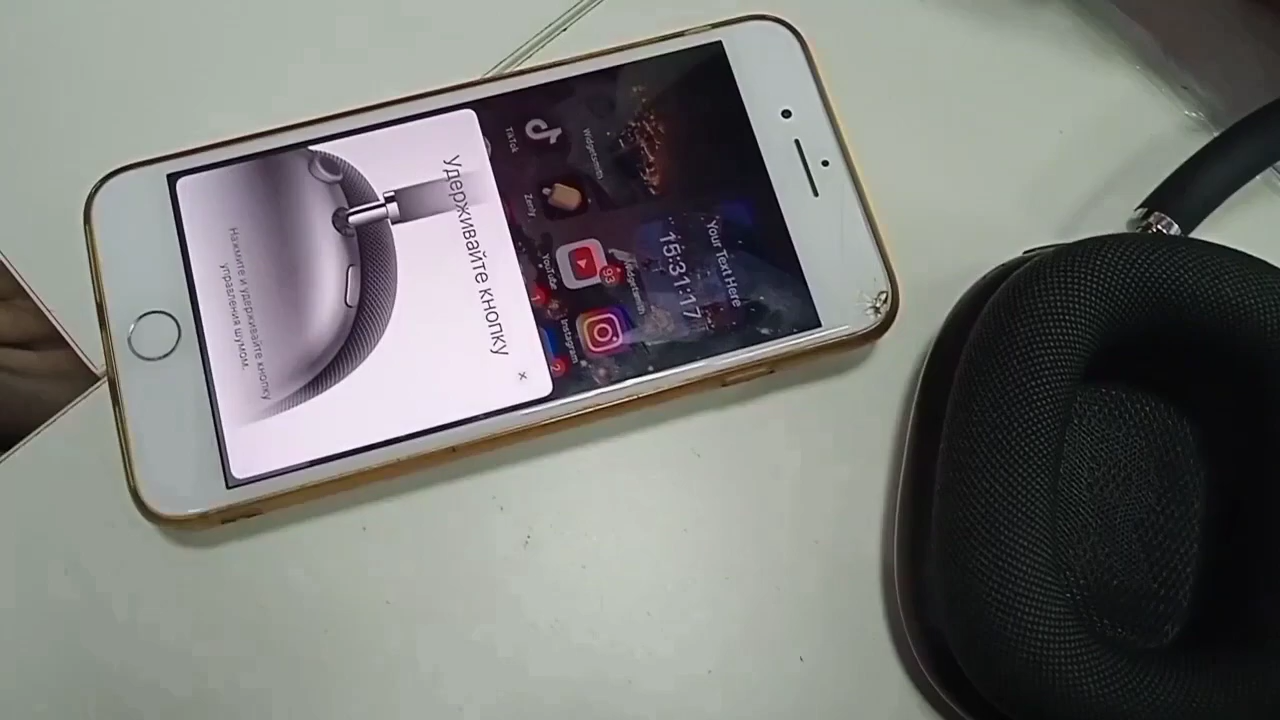 Your Text Here
15:31:17
Widgetsmith
Widgetsmith
TikTok
Zenly
YouTube
93
Instagram
1
2
Удерживайте кнопку
×
Нажмите и удерживайте кнопку
управления шумом.